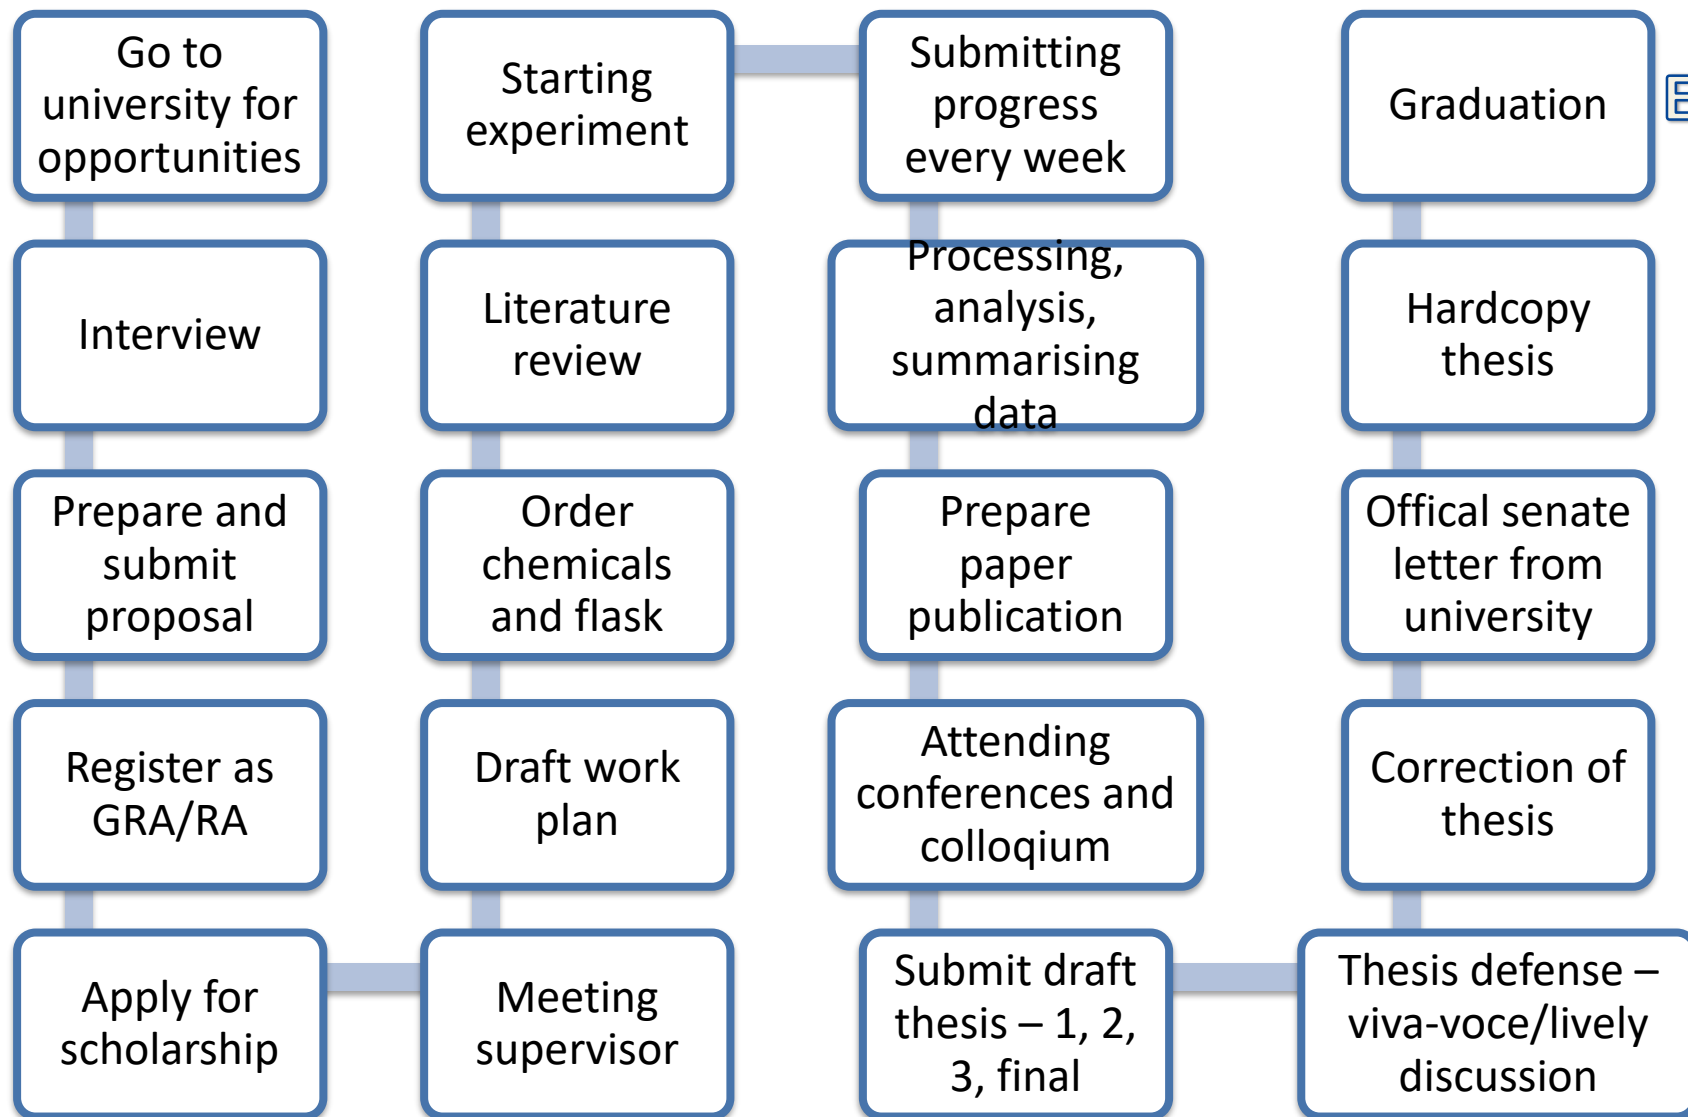 Go to
university for
opportunities
Interview
Prepare and
submit
proposal
Register as
GRA/RA
Apply for
scholarship
Meeting
supervisor
Draft work
plan
Order
chemicals
and flask
Literature
review
Starting
experiment
Submitting
progress
every week
Processing,
analysis,
summarising
data
Prepare
paper
publication
Attending
conferences and
colloqium
Submit draft
thesis – 1, 2,
3, final
Thesis defense –
viva-voce/lively
discussion
Correction of
thesis
Offical senate
letter from
university
Hardcopy
thesis
Graduation